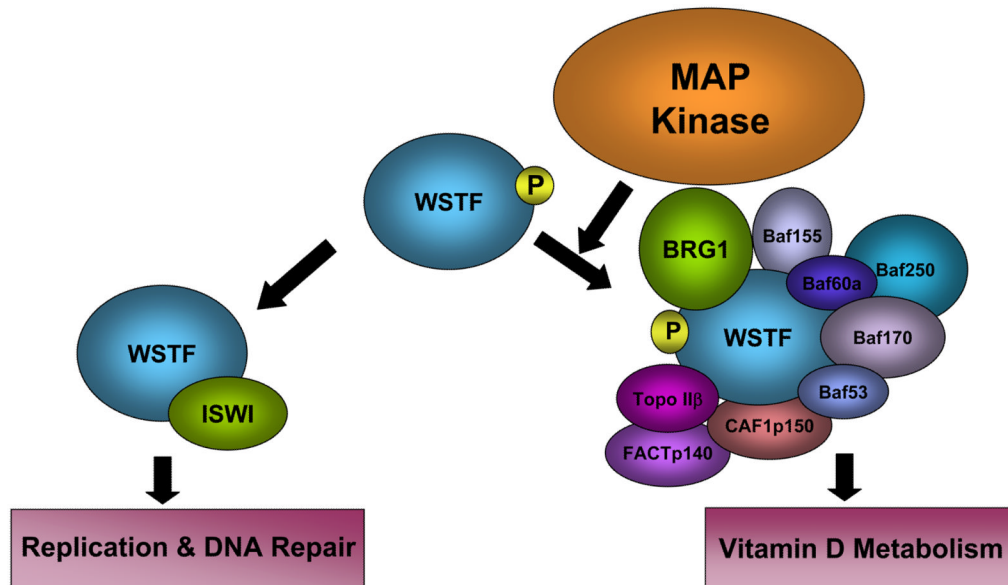 MAP
Kinase
WSTF
P
BRG1
Baf155
Baf60a
Baf250
P
WSTF
Baf170
Baf53
Topo IIβ
CAF1p150
FACTp140
WSTF
ISWI
Replication & DNA Repair
Vitamin D Metabolism